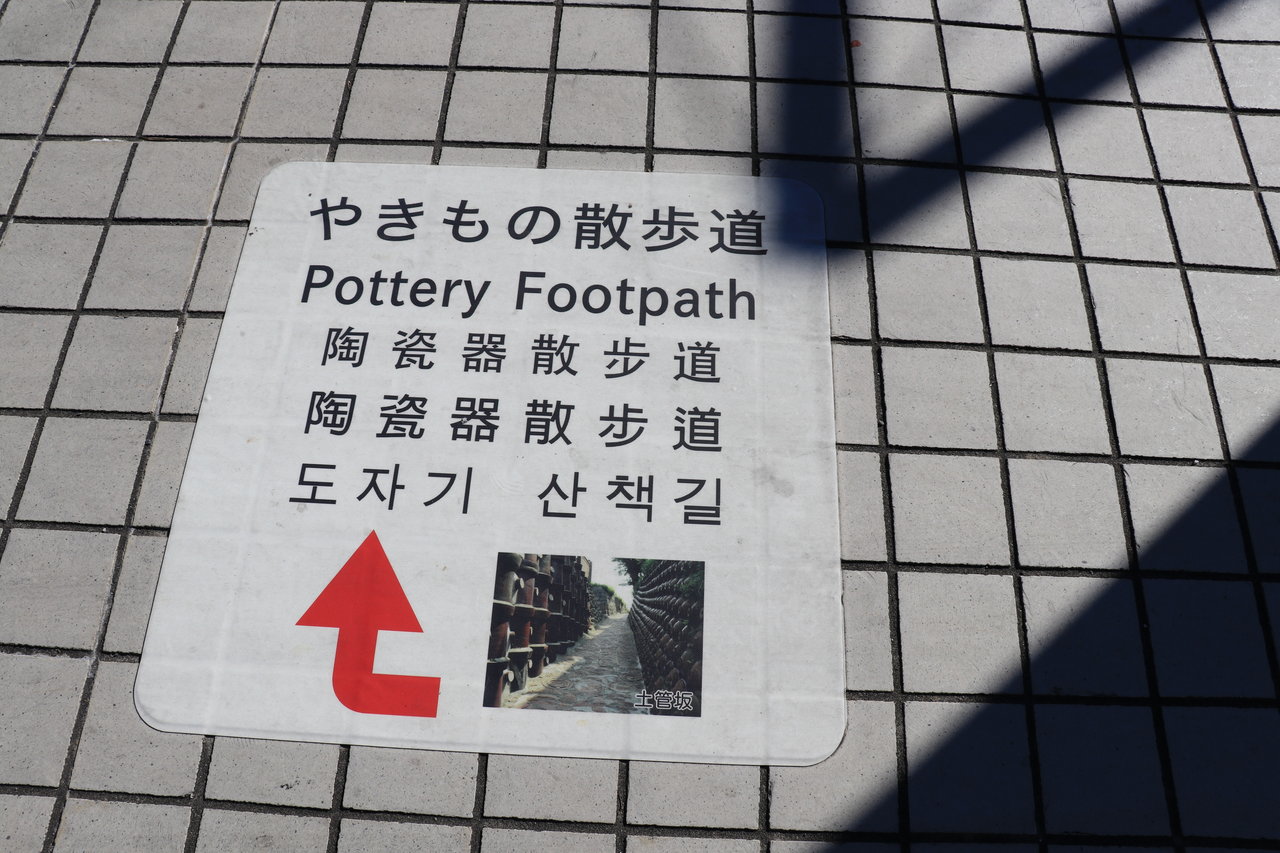 やきもの散歩道
Pottery Footpath
陶瓷器散步道
陶瓷器散步道
도자기 산책길
土管坂